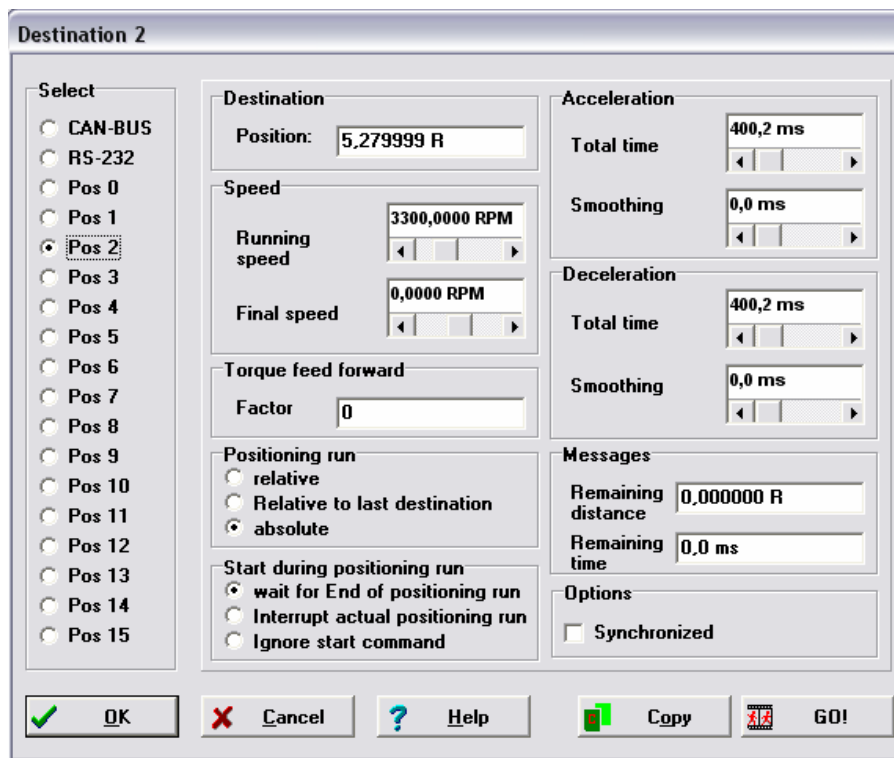 Destination 2
Select
CAN-BUS
RS-232
Pos 0
Pos 1
Pos 2
Pos 3
Pos 4
Pos 5
Pos 6
Pos 7
Pos 8
Pos 9
Pos 10
Pos 11
Pos 12
Pos 13
Pos 14
Pos 15
Destination
Position: 5,279999 R
Speed
Running
speed
3300,0000 RPM
Final speed
0,0000 RPM
Torque feed forward
Factor 0
Positioning run
relative
Relative to last destination
absolute
Start during positioning run
wait for End of positioning run
Interrupt actual positioning run
Ignore start command
Acceleration
Total time
400,2 ms
Smoothing
0,0 ms
Deceleration
Total time
400,2 ms
Smoothing
0,0 ms
Messages
Remaining
distance
0,000000 R
Remaining
time
0,0 ms
Options
Synchronized
OK
Cancel
Help
Copy
GO!